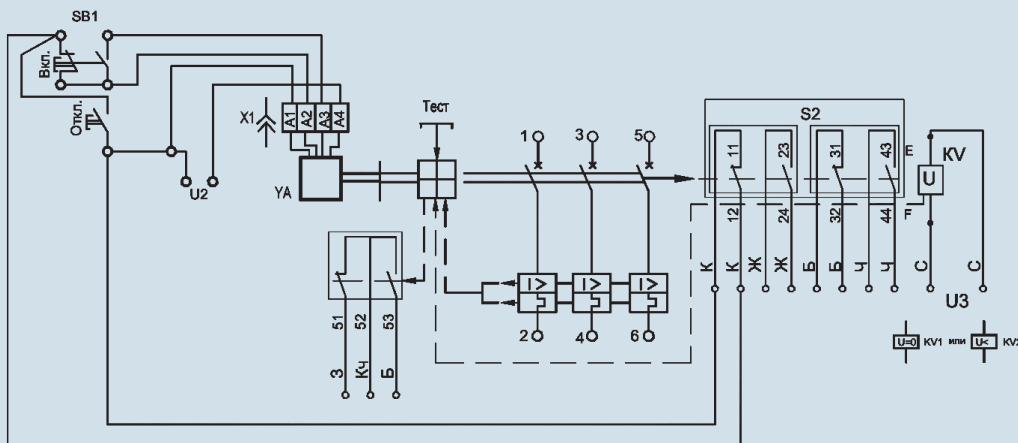 SB1
Вкл.
Откл.
X1
A1 A2 A3 A4
U2
YA
Тест
1 3 5
S2
11 23 31 43 E
KV
U
12 24 32 44 F
К К Ж Ж Б Б Ч Ч С С
U3
I> I> I>
2 4 6
51 52 53
З Кч Б
U=0 KV1 или U< KV2